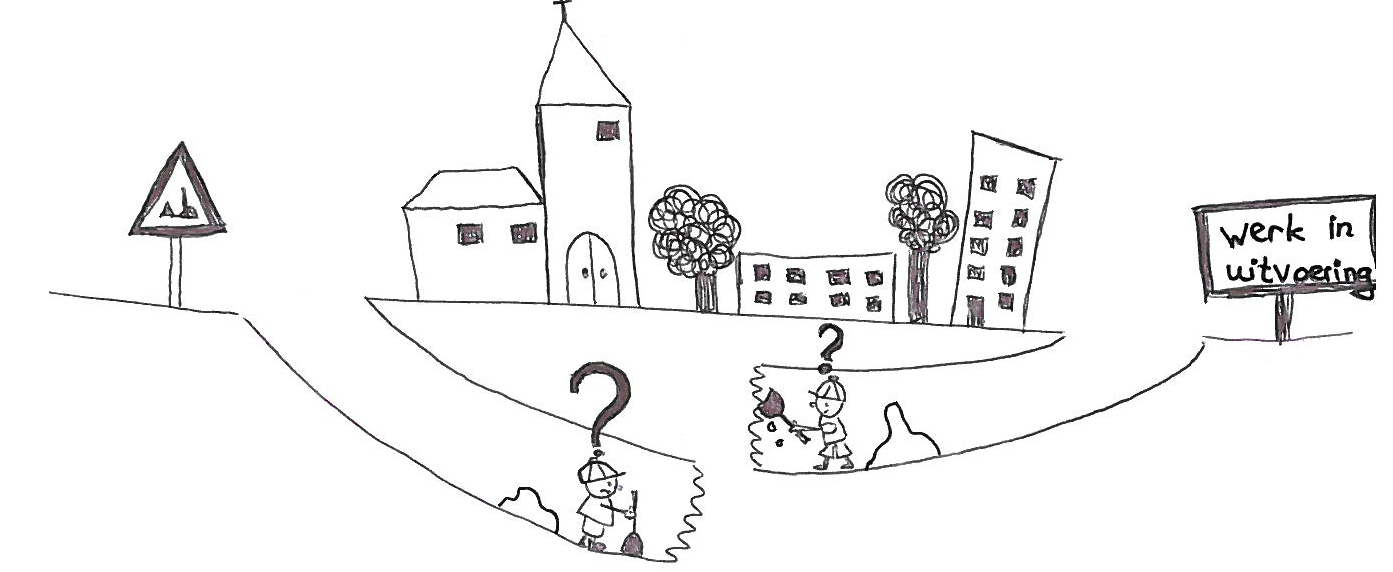 ?
?
werk in
uitvoering